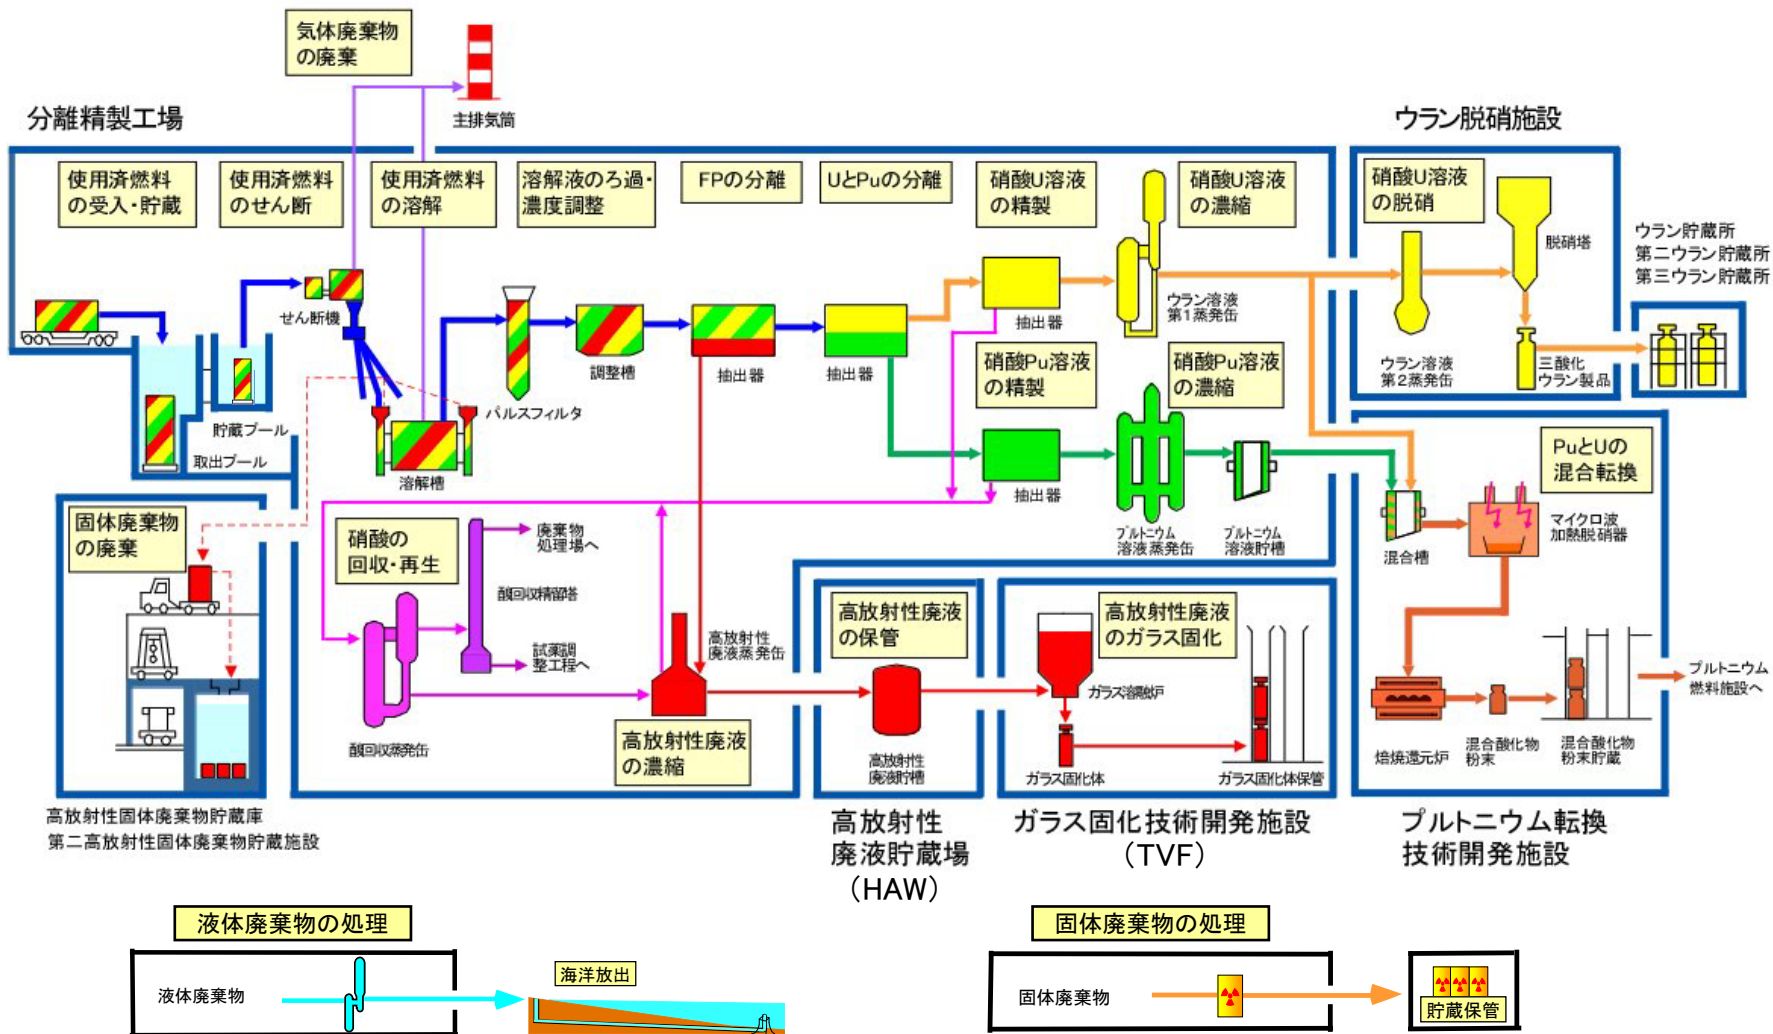 気体廃棄物
の廃棄
主排気筒
分離精製工場
ウラン脱硝施設
使用済燃料
の受入・貯蔵
使用済燃料
のせん断
使用済燃料
の溶解
溶解液のろ過・
濃度調整
FPの分離
UとPuの分離
硝酸U溶液
の精製
硝酸U溶液
の濃縮
硝酸U溶液
の脱硝
脱硝塔
ウラン貯蔵所
第二ウラン貯蔵所
第三ウラン貯蔵所
せん断機
貯蔵プール
取出プール
溶解槽
パルスフィルタ
調整槽
抽出器
抽出器
抽出器
ウラン溶液
第1蒸発缶
ウラン溶液
第2蒸発缶
三酸化
ウラン製品
硝酸Pu溶液
の精製
硝酸Pu溶液
の濃縮
抽出器
プルトニウム
溶液蒸発缶
プルトニウム
溶液貯槽
PuとUの
混合転換
混合槽
マイクロ波
加熱脱硝器
固体廃棄物
の廃棄
硝酸の
回収・再生
廃棄物
処理場へ
酸回収精留塔
試薬調
整工程へ
酸回収蒸発缶
高放射性
廃液蒸発缶
高放射性廃液
の濃縮
高放射性廃液
の保管
高放射性
廃液貯槽
高放射性廃液
のガラス固化
ガラス溶融炉
ガラス固化体
ガラス固化体保管
焙焼還元炉
混合酸化物
粉末
混合酸化物
粉末貯蔵
プルトニウム
燃料施設へ
高放射性固体廃棄物貯蔵庫
第二高放射性固体廃棄物貯蔵施設
高放射性
廃液貯蔵場
（HAW）
ガラス固化技術開発施設
（TVF）
プルトニウム転換
技術開発施設
液体廃棄物の処理
液体廃棄物
海洋放出
固体廃棄物の処理
固体廃棄物
貯蔵保管